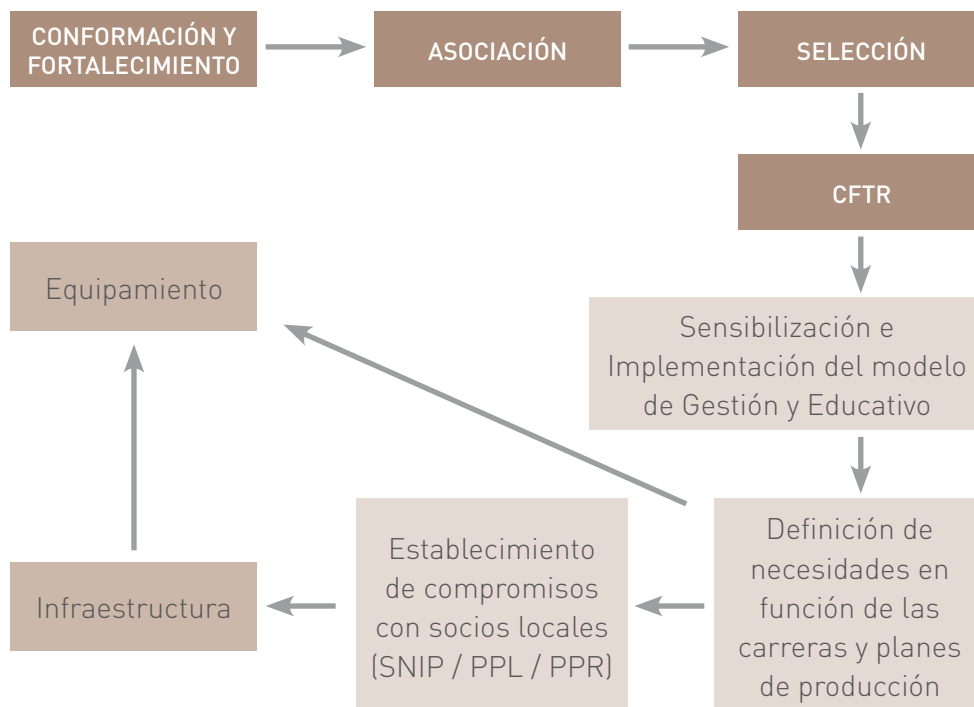 CONFORMACIÓN Y
FORTALECIMIENTO
ASOCIACIÓN
SELECCIÓN
CFTR
Sensibilización e
Implementación del modelo
de Gestión y Educativo
Definición de
necesidades en
función de las
carreras y planes
de producción
Establecimiento
de compromisos
con socios locales
(SNIP / PPL / PPR)
Infraestructura
Equipamiento